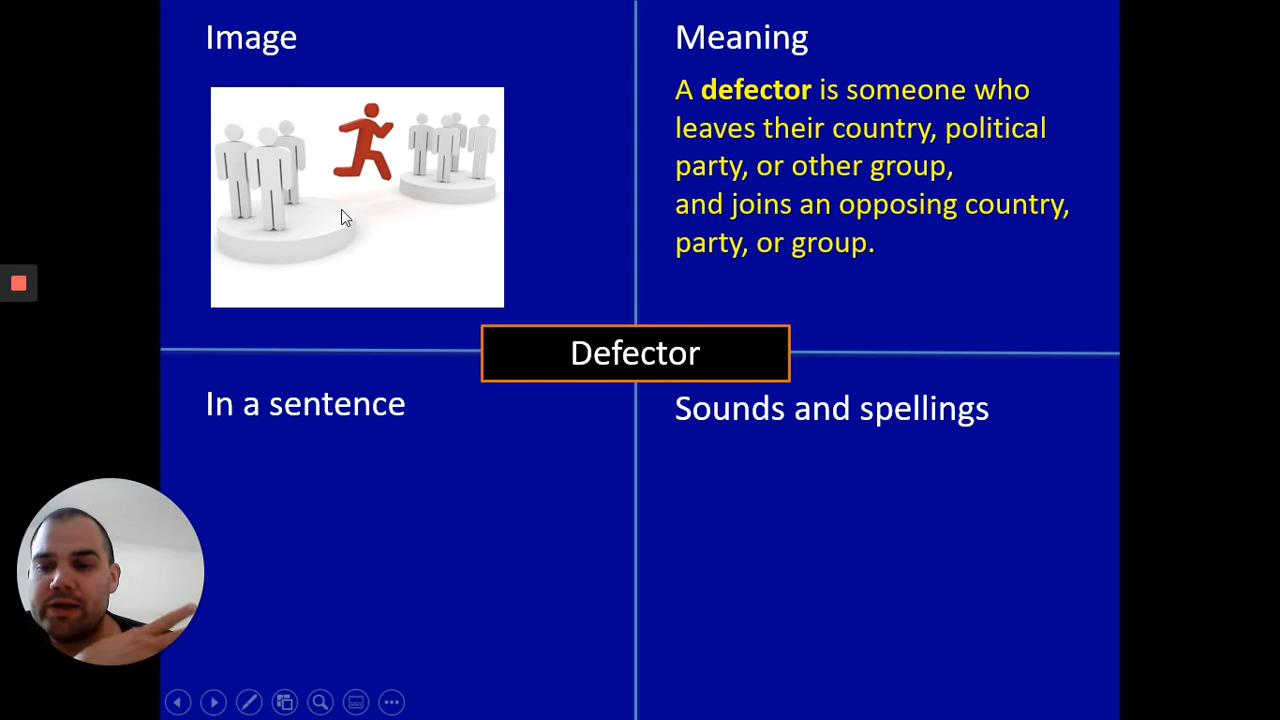 Image
Meaning
A defector is someone who
leaves their country, political
party, or other group,
and joins an opposing country,
party, or group.
Defector
In a sentence
Sounds and spellings